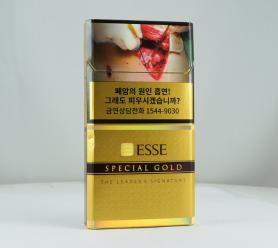 폐암의 원인 흡연!
그래도 피우시겠습니까?
금연상담전화 1544-9030
ESSE
SPECIAL GOLD
THE LEADER'S SIGNATURE